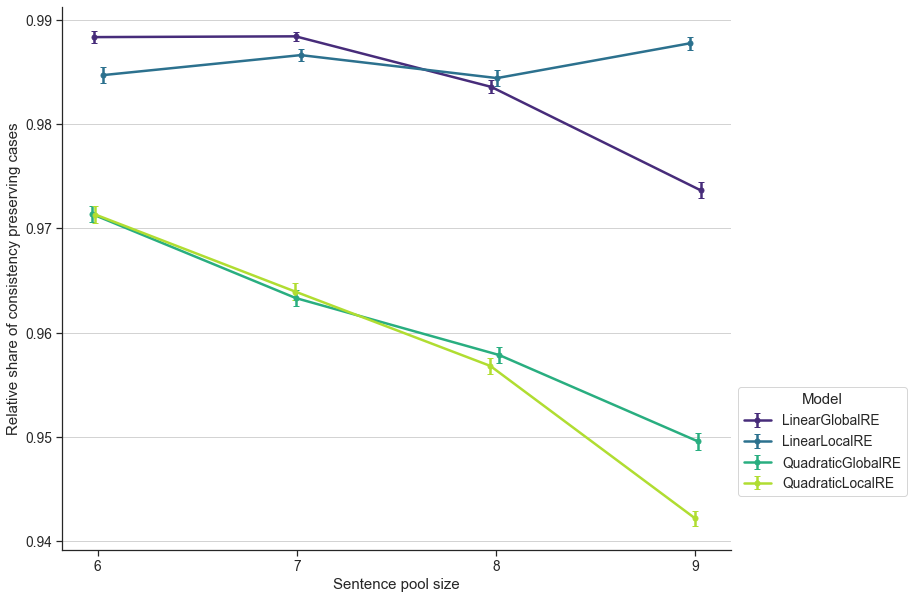 Relative share of consistency preserving cases
0.99
0.98
0.97
0.96
0.95
0.94
6
7
8
9
Sentence pool size
Model
LinearGlobalRE
LinearLocalRE
QuadraticGlobalRE
QuadraticLocalRE